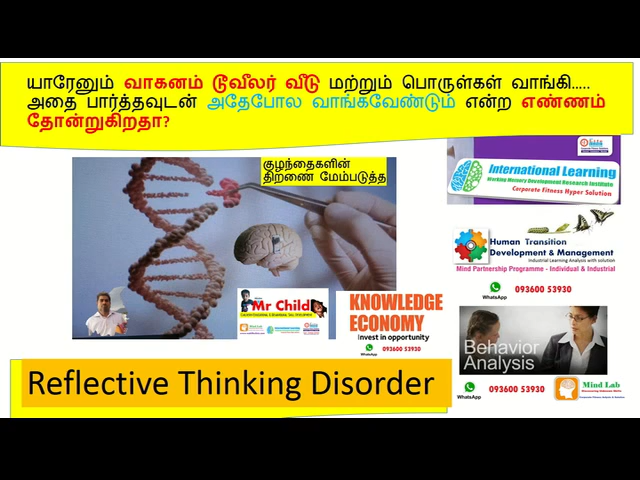 யாரேனும் வாகனம் டூவீலர் வீடு மற்றும் பொருள்கள் வாங்கி.....
அதை பார்த்தவுடன் அதேபோல வாங்கவேண்டும் என்ற எண்ணம்
தோன்றுகிறதா?
குழந்தைகளின்
திறணை மேம்படுத்த
International Learning
Working Memory Development Research Institute
Corporate Fitness Hyper Solution
Human Transition
Development & Management
Industrial Learning Analysis with solution
Mind Partnership Programme - Individual & Industrial
WhatsApp
093600 53930
Mr Child
KNOWLEDGE
ECONOMY
Invest in opportunity
WhatsApp
093600 53930
Behavior
Analysis
WhatsApp
093600 53930
Mind Lab
Reflective Thinking Disorder